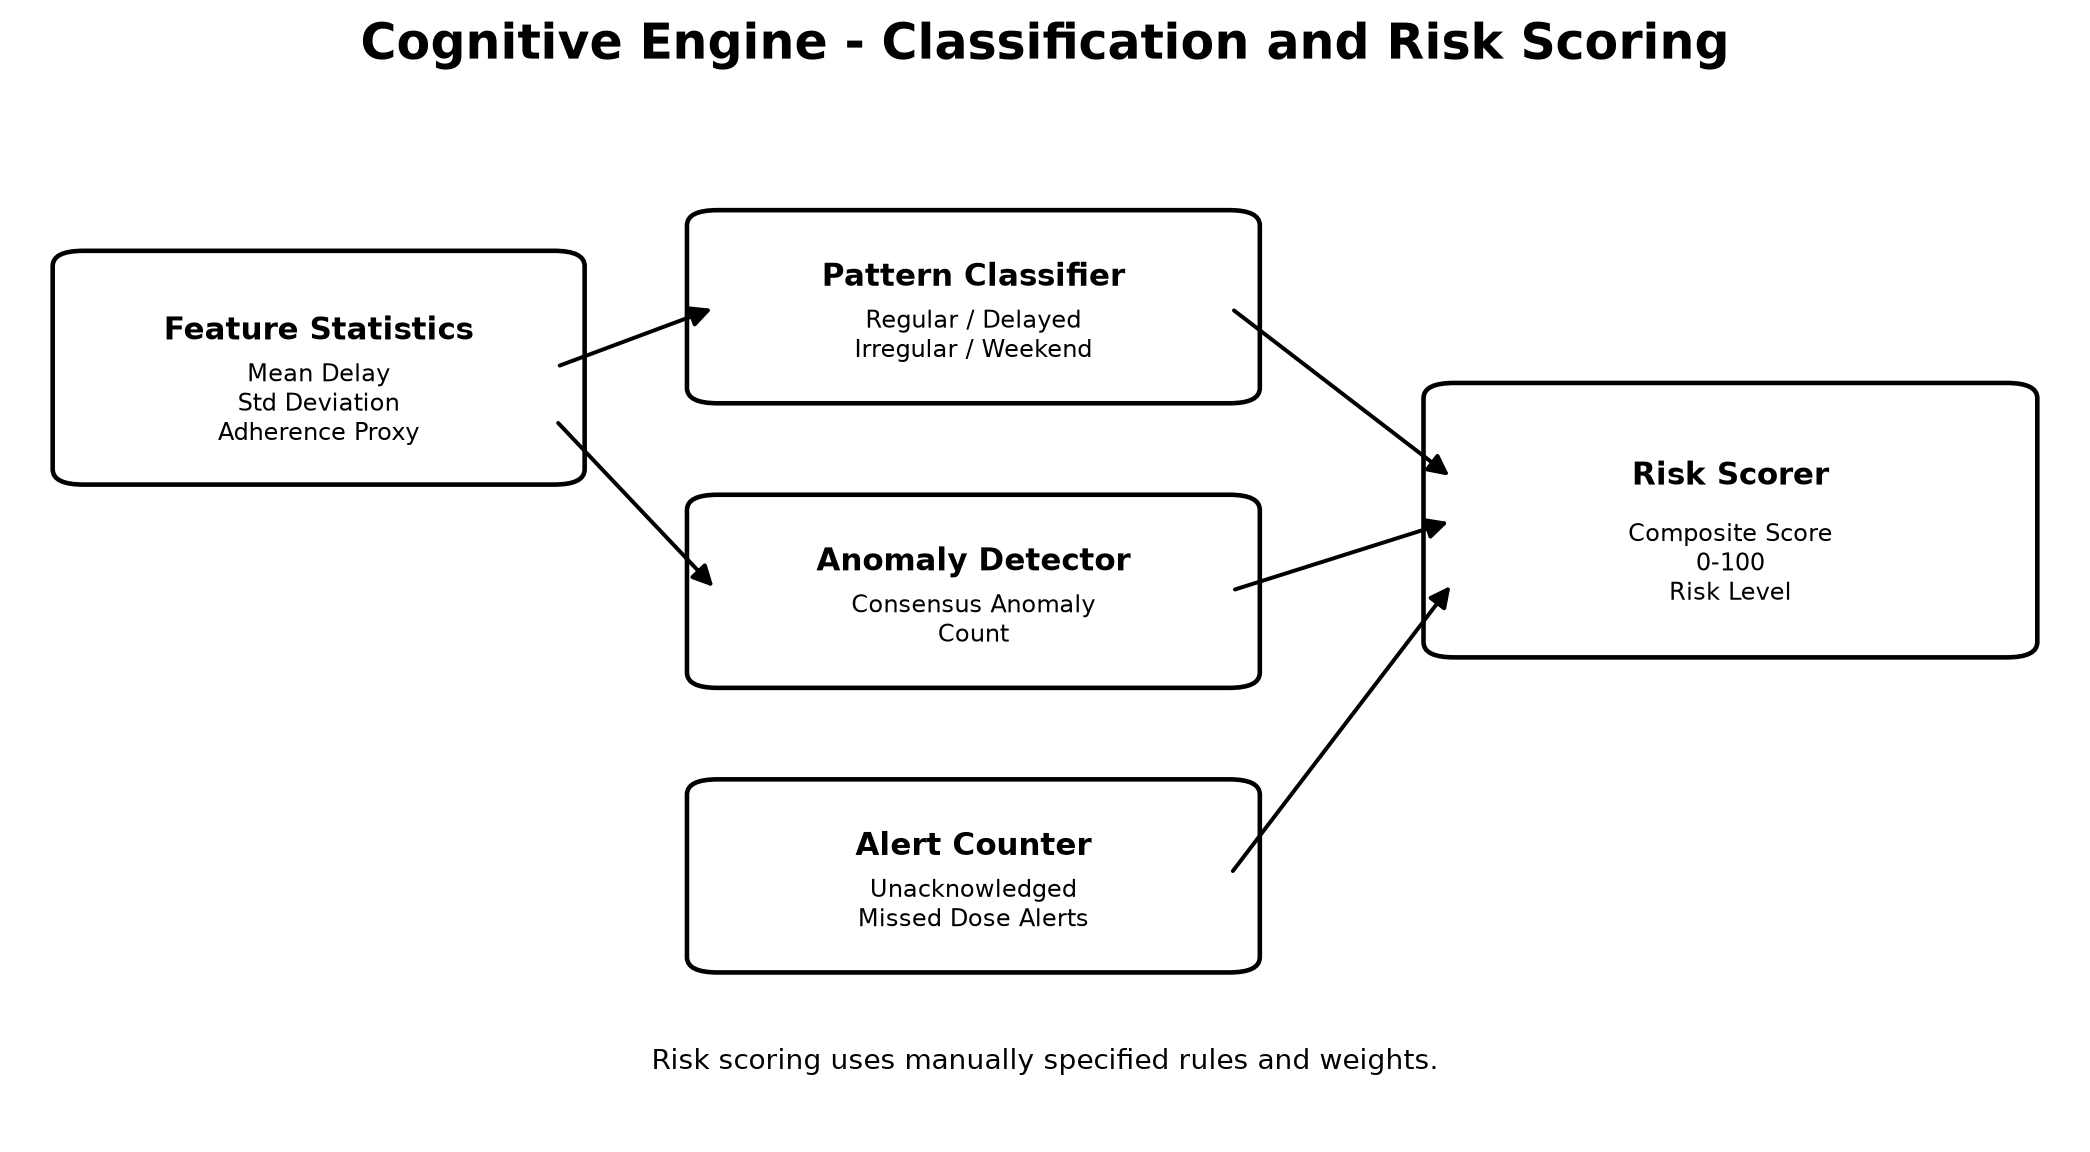 Cognitive Engine - Classification and Risk Scoring
Feature Statistics
Mean Delay
Std Deviation
Adherence Proxy
Pattern Classifier
Regular / Delayed
Irregular / Weekend
Anomaly Detector
Consensus Anomaly
Count
Alert Counter
Unacknowledged
Missed Dose Alerts
Risk Scorer
Composite Score
0-100
Risk Level
Risk scoring uses manually specified rules and weights.